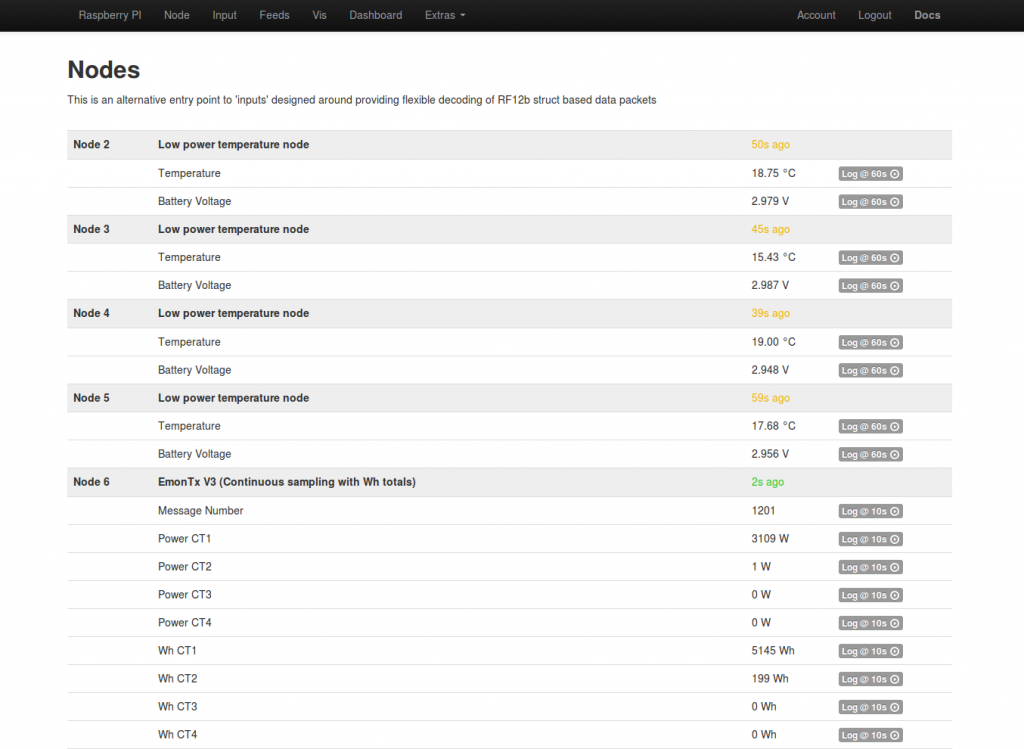 Raspberry PI Node Input Feeds Vis Dashboard Extras Account Logout Docs
Nodes
This is an alternative entry point to 'inputs' designed around providing flexible decoding of RF12b struct based data packets
Node 2 Low power temperature node 50s ago
Temperature 18.75 °C Log @ 60s
Battery Voltage 2.979 V Log @ 60s
Node 3 Low power temperature node 45s ago
Temperature 15.43 °C Log @ 60s
Battery Voltage 2.987 V Log @ 60s
Node 4 Low power temperature node 39s ago
Temperature 19.00 °C Log @ 60s
Battery Voltage 2.948 V Log @ 60s
Node 5 Low power temperature node 59s ago
Temperature 17.68 °C Log @ 60s
Battery Voltage 2.956 V Log @ 60s
Node 6 EmonTx V3 (Continuous sampling with Wh totals) 2s ago
Message Number 1201 Log @ 10s
Power CT1 3109 W Log @ 10s
Power CT2 1 W Log @ 10s
Power CT3 0 W Log @ 10s
Power CT4 0 W Log @ 10s
Wh CT1 5145 Wh Log @ 10s
Wh CT2 199 Wh Log @ 10s
Wh CT3 0 Wh Log @ 10s
Wh CT4 0 Wh Log @ 10s